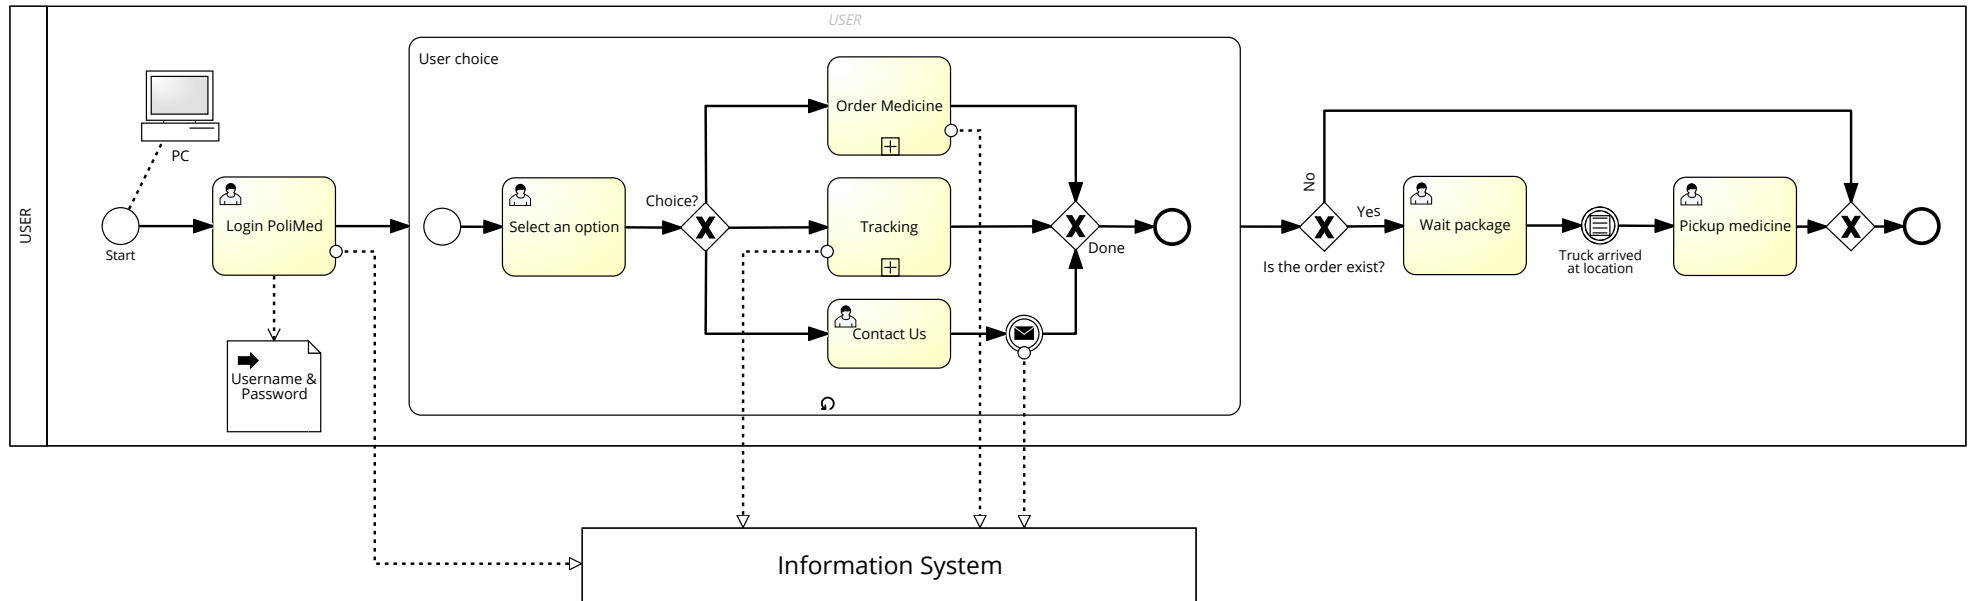 USER
USER
User choice
PC
Start
Login PoliMed
Username &
Password
Select an option
Choice?
Order Medicine
Tracking
Contact Us
Done
Is the order exist?
No
Yes
Wait package
Truck arrived
at location
Pickup medicine
Information System